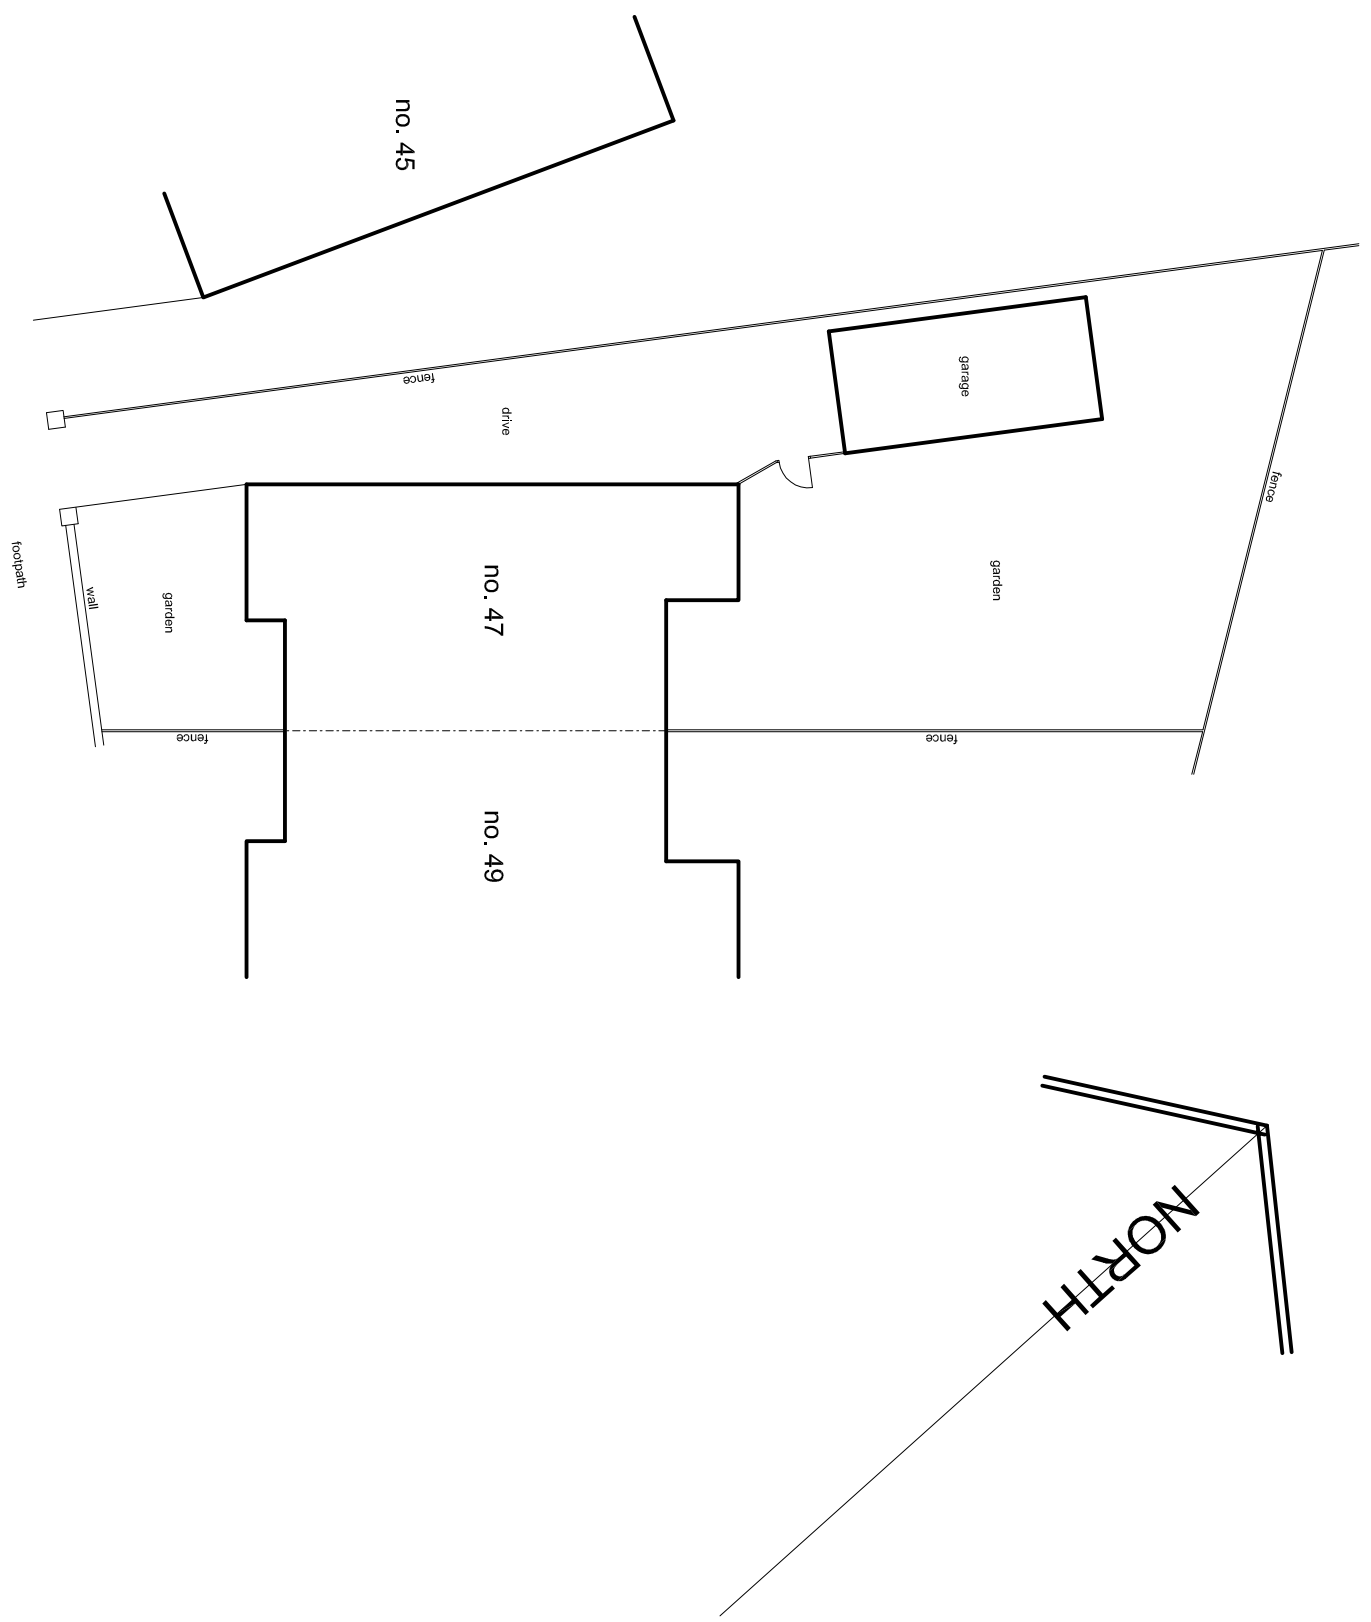 no. 45
fence
garage
drive
fence
footpath
wall
garden
no. 47
garden
fence
fence
no. 49
NORTH